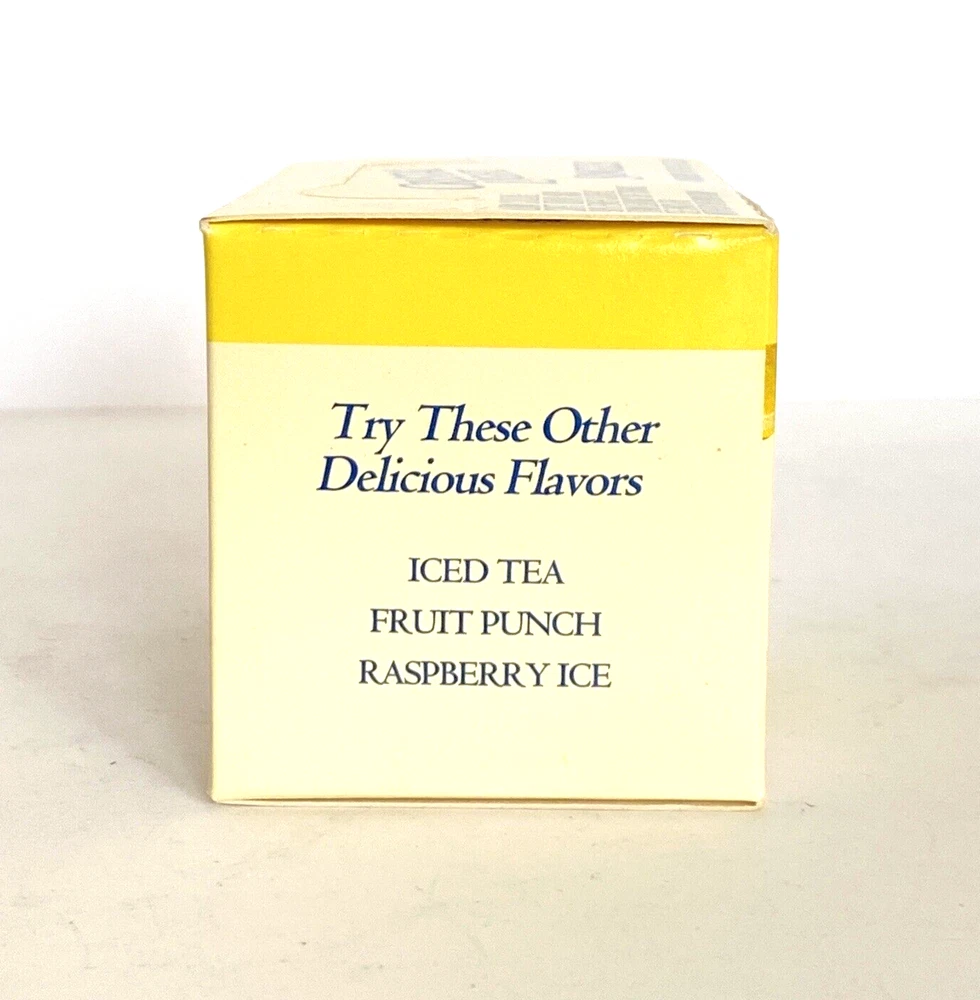 Try These Other
Delicious Flavors
ICED TEA
FRUIT PUNCH
RASPBERRY ICE